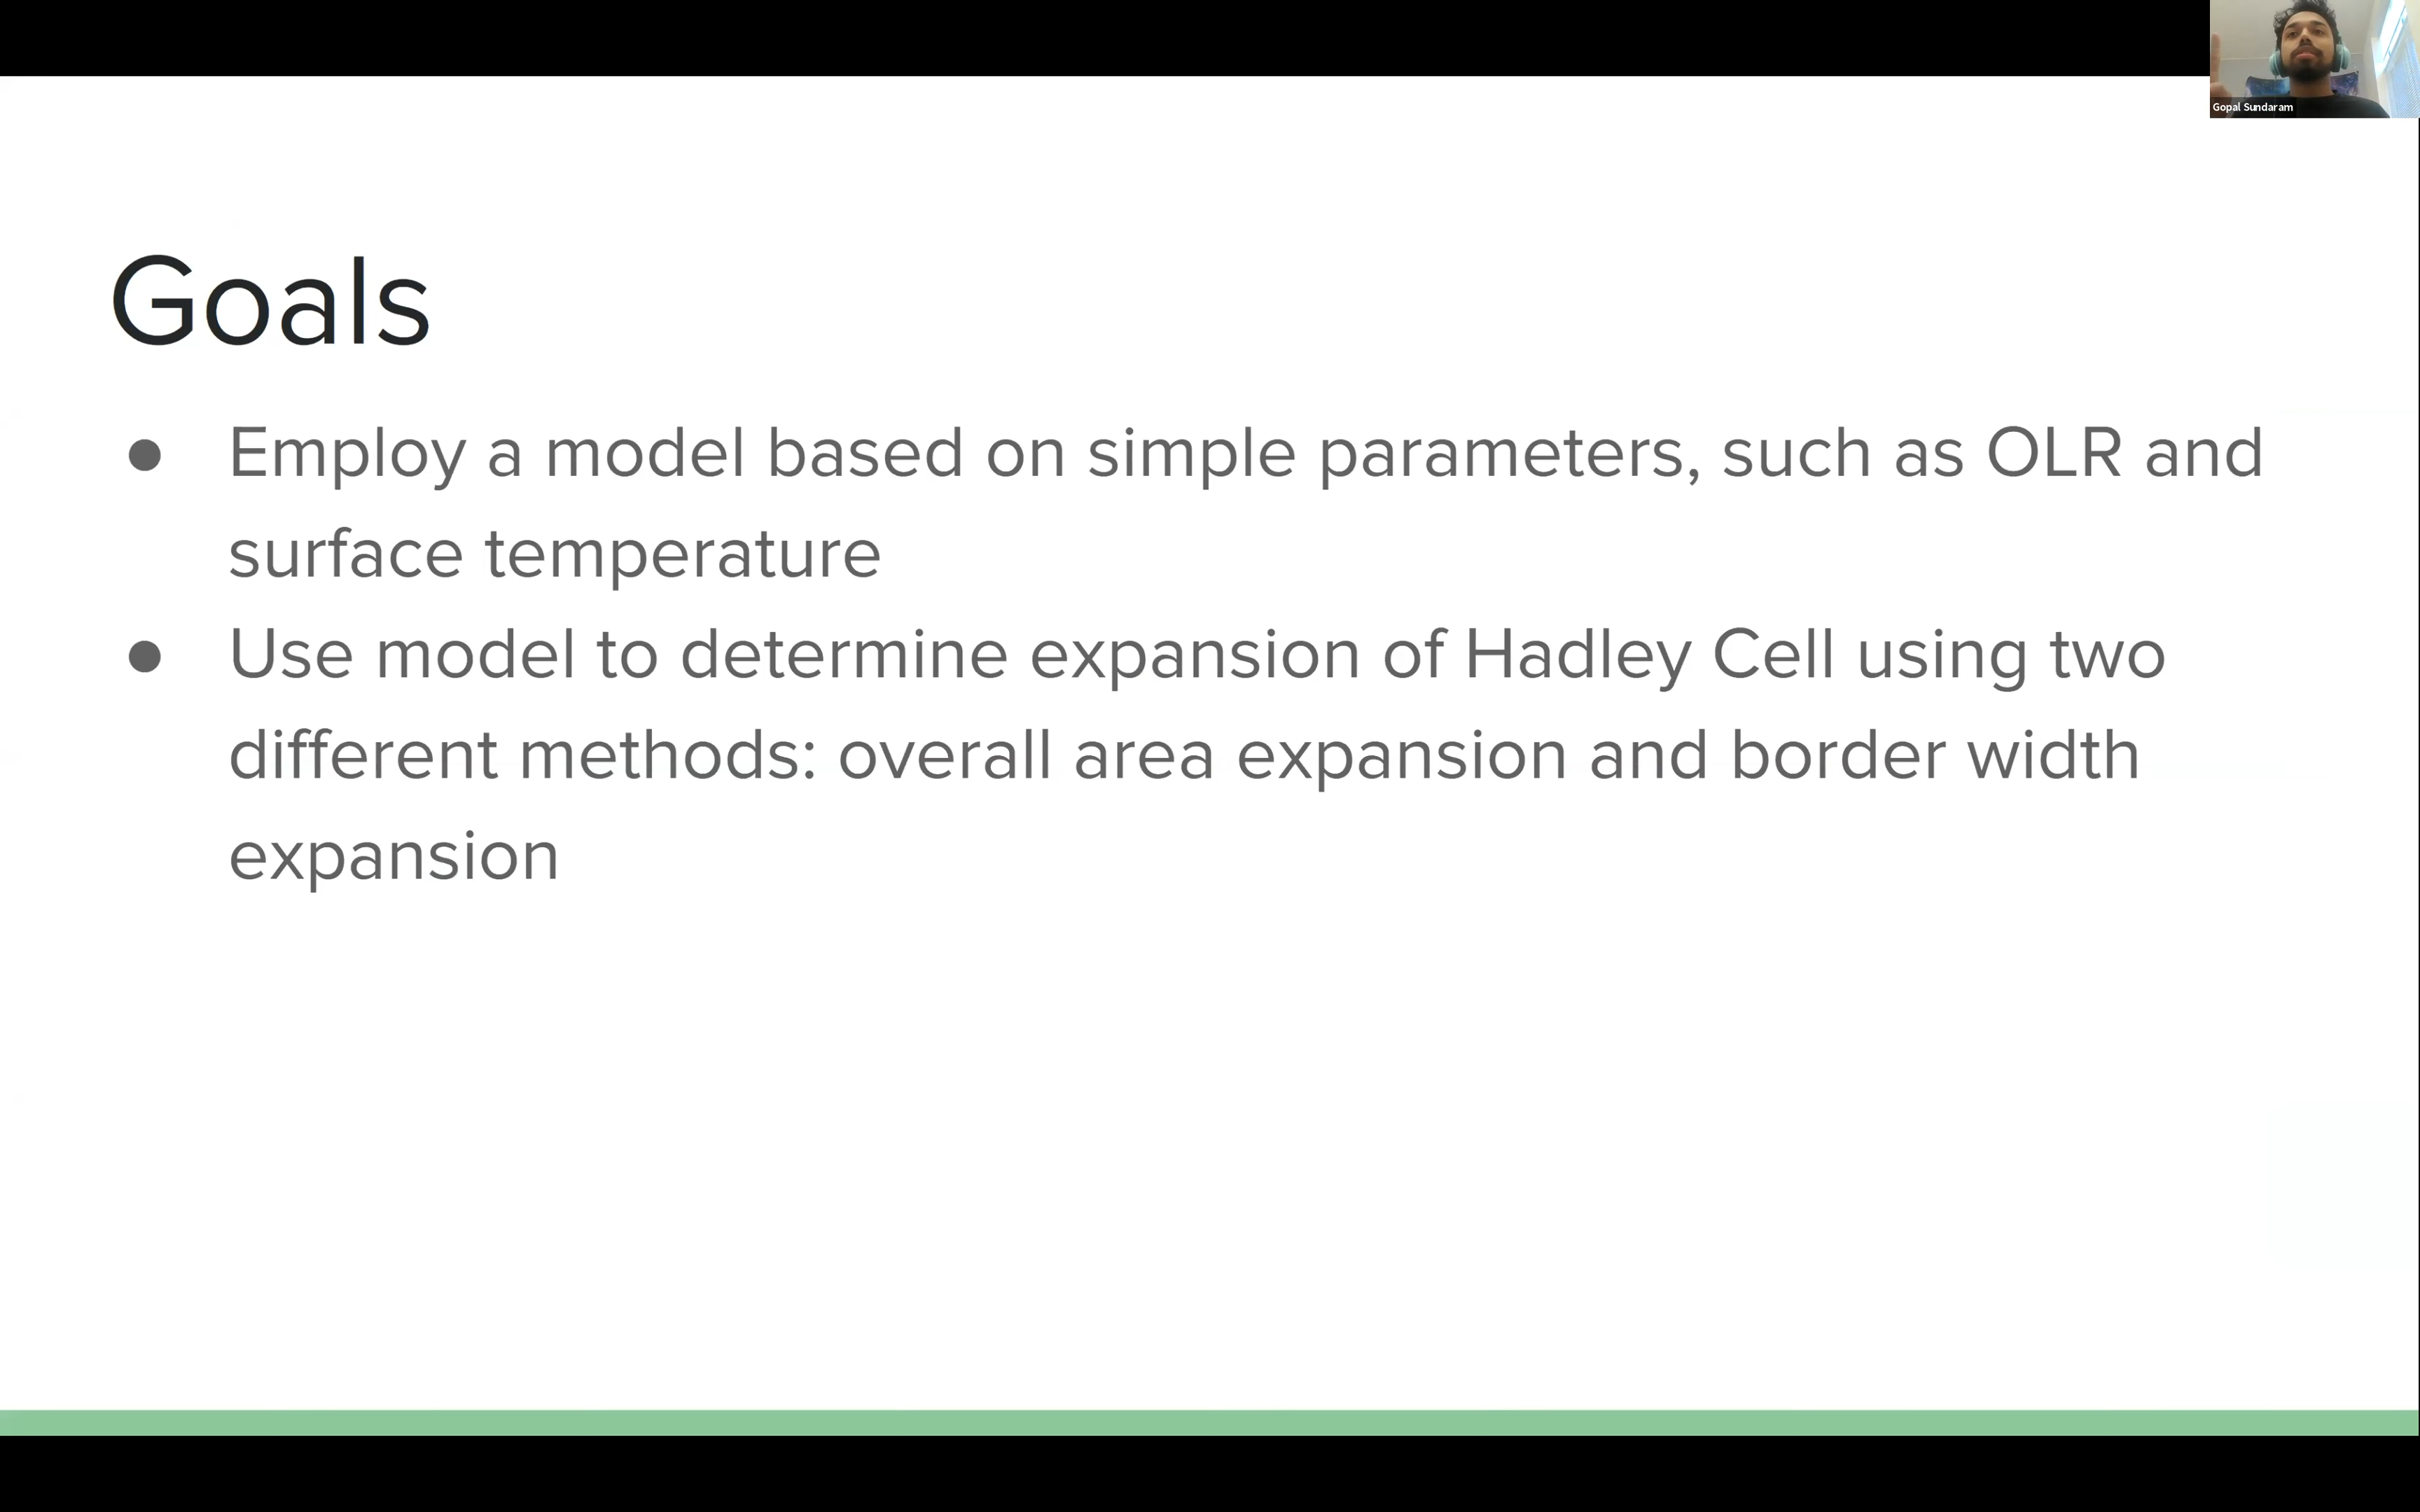 Gopal Sundaram
Goals
● Employ a model based on simple parameters, such as OLR and
surface temperature
● Use model to determine expansion of Hadley Cell using two
different methods: overall area expansion and border width
expansion